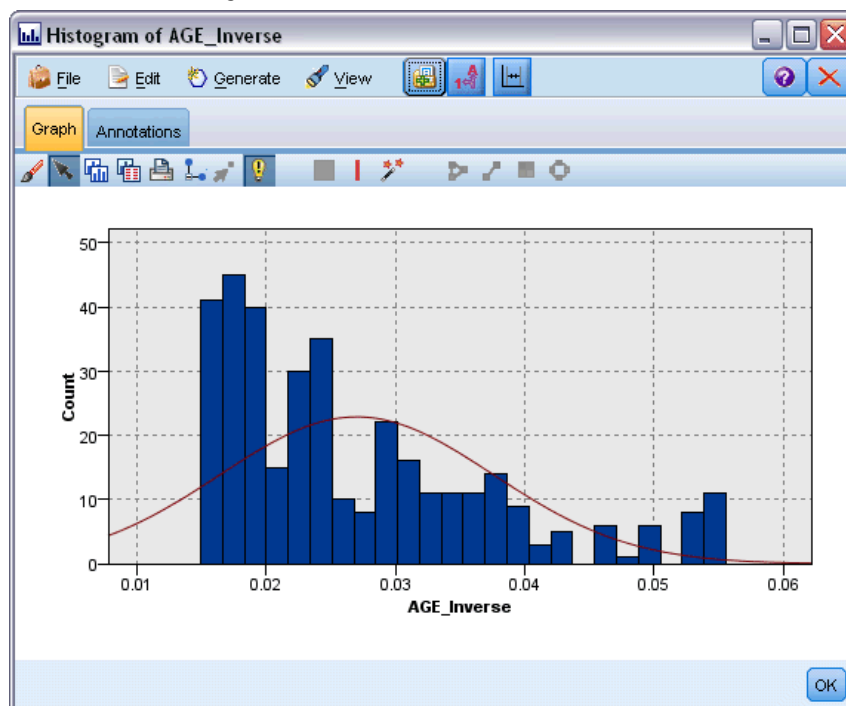 Histogram of AGE_Inverse
File Edit Generate View
Graph Annotations
50
40
30
20
10
0
Count
0.01 0.02 0.03 0.04 0.05 0.06
AGE_Inverse
OK